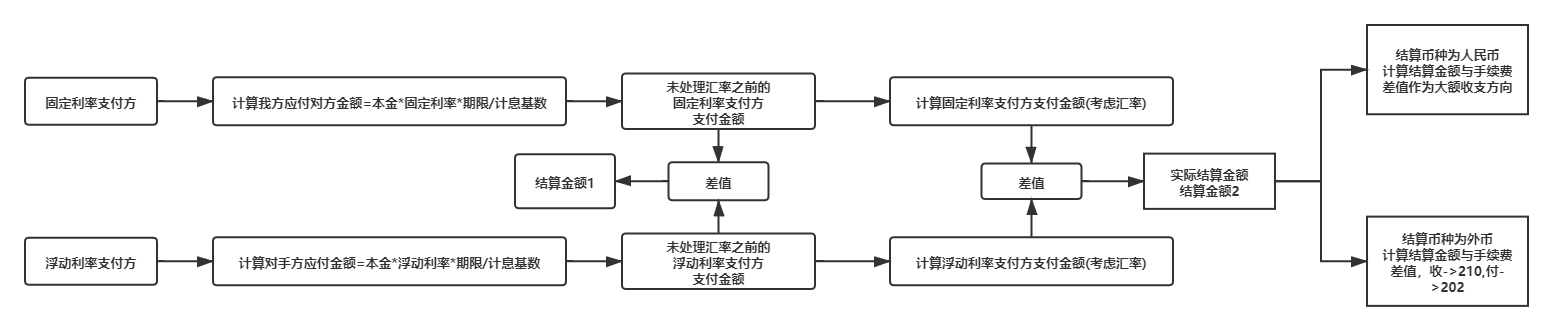 固定利率支付方
计算我方应付对方金额=本金*固定利率*期限/计息基数
未处理汇率之前的
固定利率支付方
支付金额
计算固定利率支付方支付金额(考虑汇率)
结算金额1
差值
差值
实际结算金额
结算金额2
结算币种为人民币
计算结算金额与手续费
差值作为大额收支方向
浮动利率支付方
计算对手方应付金额=本金*浮动利率*期限/计息基数
未处理汇率之前的
浮动利率支付方
支付金额
计算浮动利率支付方支付金额(考虑汇率)
结算币种为外币
计算结算金额与手续费
差值，收->210,付-
>202